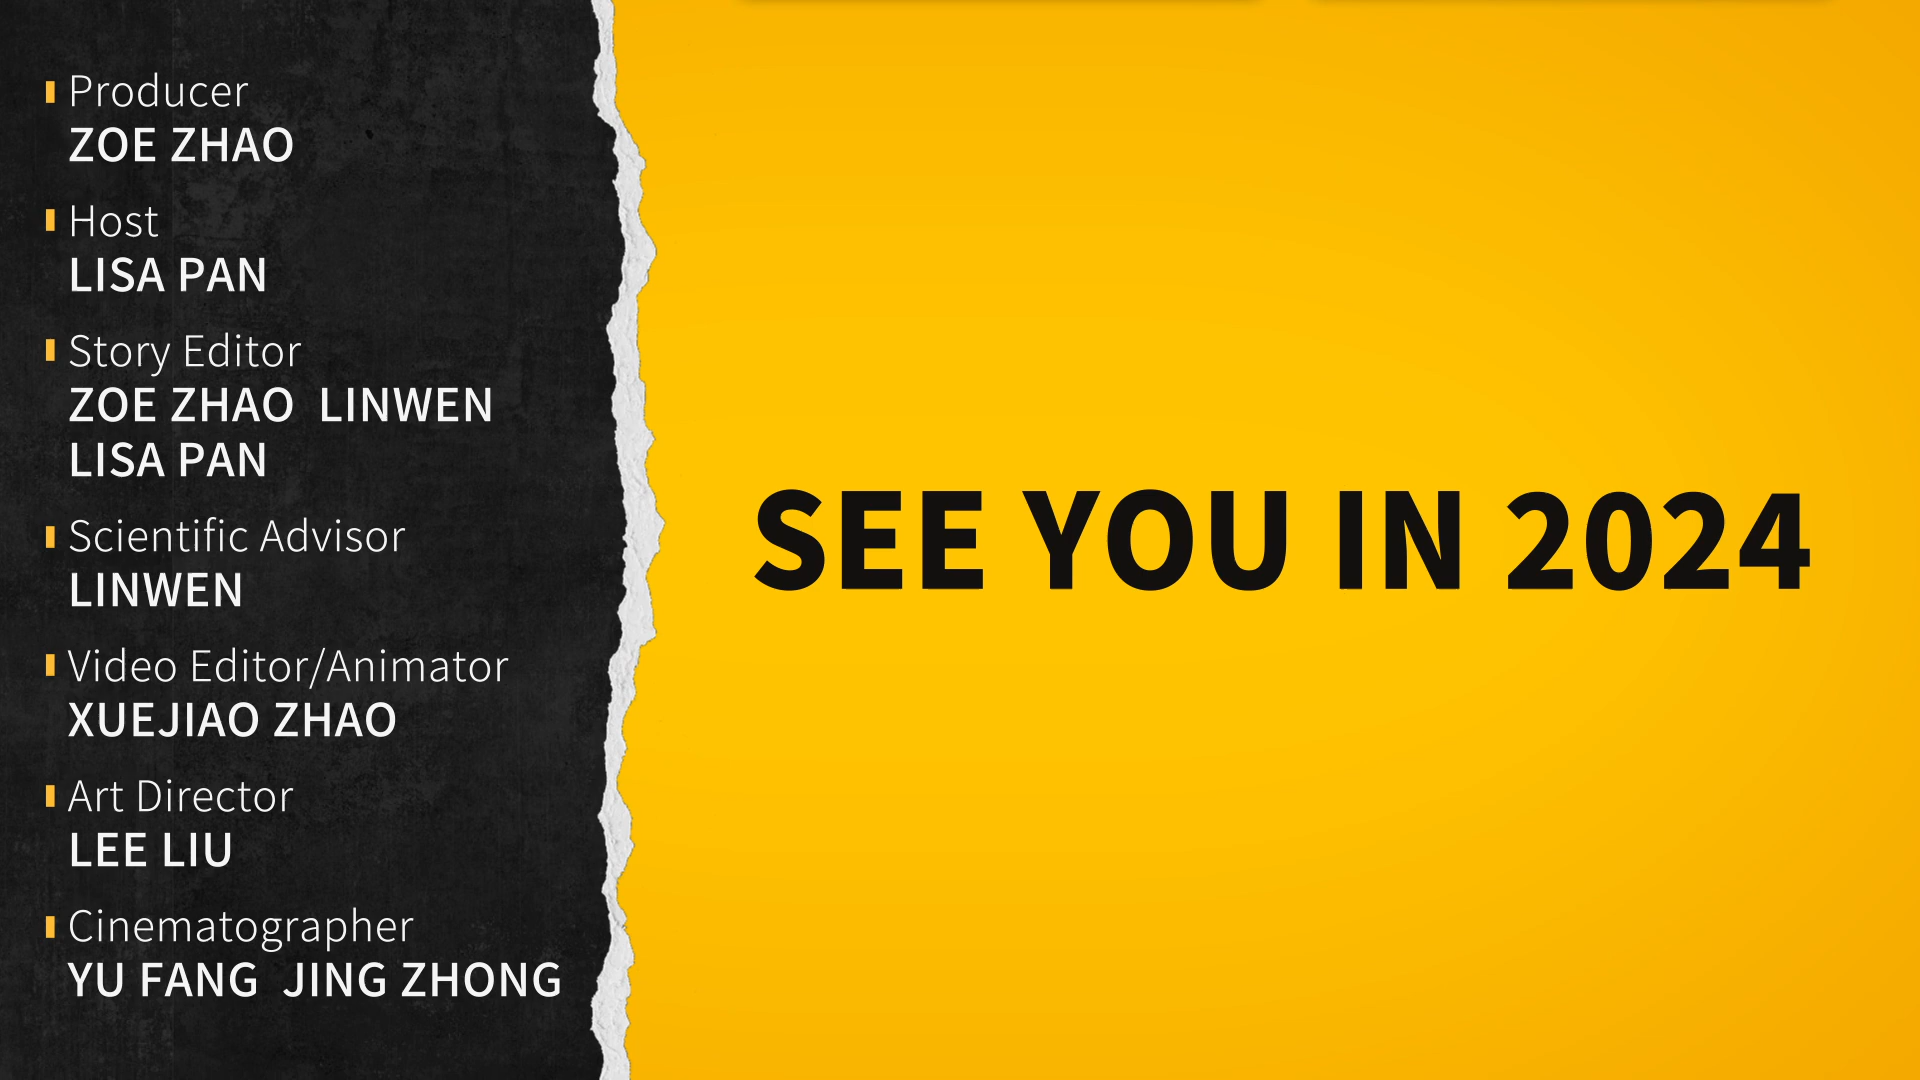 Producer
ZOE ZHAO
Host
LISA PAN
Story Editor
ZOE ZHAO  LINWEN
LISA PAN
Scientific Advisor
LINWEN
Video Editor/Animator
XUEJIAO ZHAO
Art Director
LEE LIU
Cinematographer
YU FANG  JING ZHONG
SEE YOU IN 2024